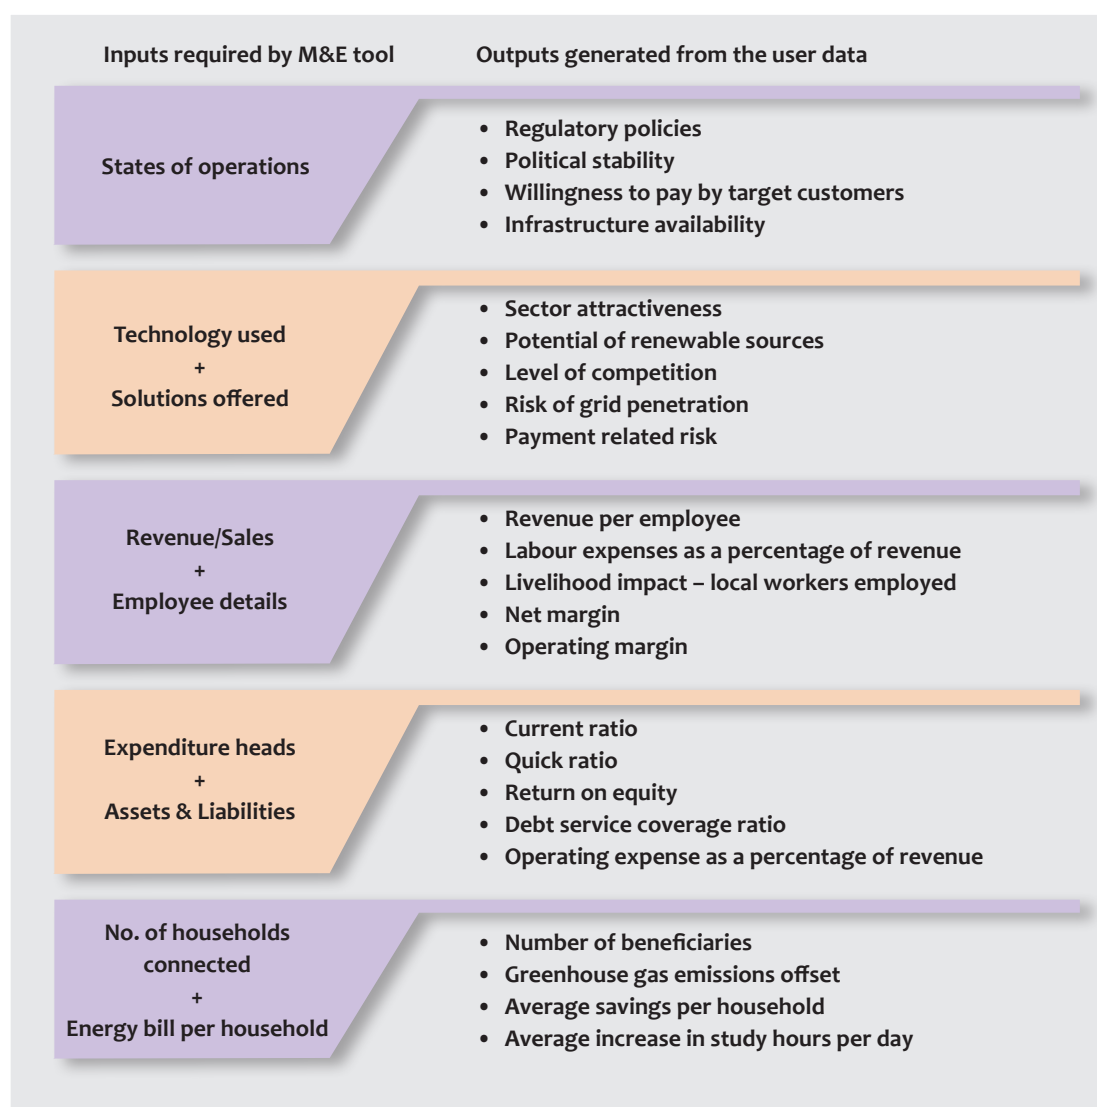 Inputs required by M&E tool
Outputs generated from the user data
States of operations
• Regulatory policies
• Political stability
• Willingness to pay by target customers
• Infrastructure availability
Technology used
+
Solutions offered
• Sector attractiveness
• Potential of renewable sources
• Level of competition
• Risk of grid penetration
• Payment related risk
Revenue/Sales
+
Employee details
• Revenue per employee
• Labour expenses as a percentage of revenue
• Livelihood impact – local workers employed
• Net margin
• Operating margin
Expenditure heads
+
Assets & Liabilities
• Current ratio
• Quick ratio
• Return on equity
• Debt service coverage ratio
• Operating expense as a percentage of revenue
No. of households
connected
+
Energy bill per household
• Number of beneficiaries
• Greenhouse gas emissions offset
• Average savings per household
• Average increase in study hours per day